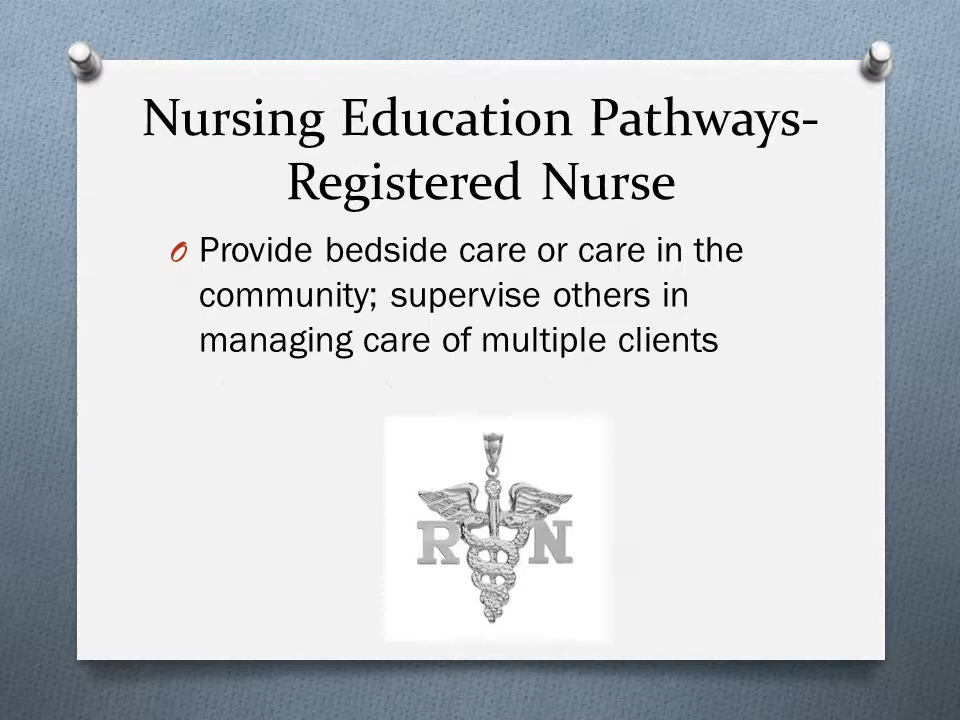 Nursing Education Pathways-
Registered Nurse
O Provide bedside care or care in the
community; supervise others in
managing care of multiple clients
R N